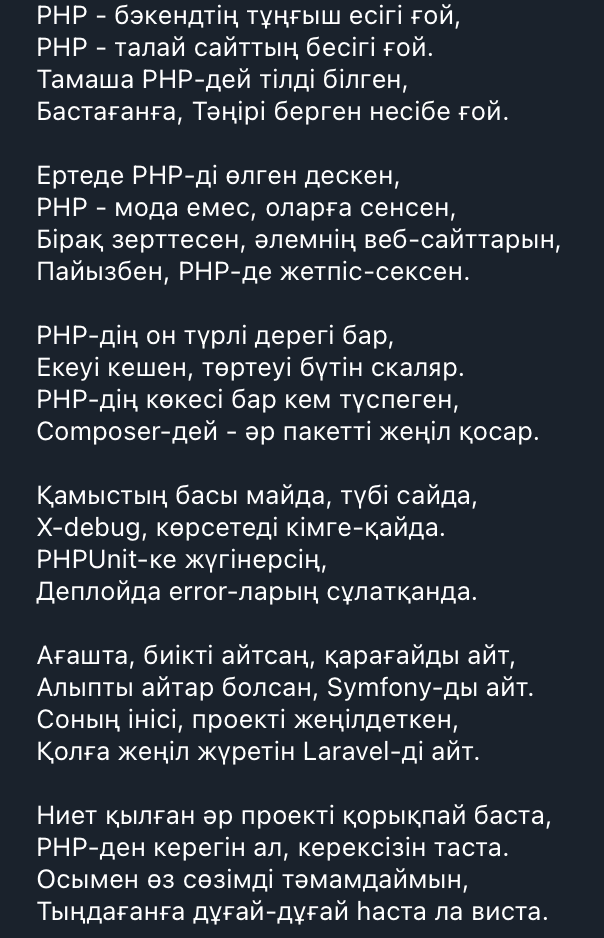 PHP - бэкендтің тұңғыш есігі ғой,
PHP - талай сайттың бесігі ғой.
Тамаша PHP-дей тілді білген,
Бастағанға, Тәңірі берген несібе ғой.

Ертеде PHP-ді өлген дескен,
PHP - мода емес, оларға сенсен,
Бірақ зерттесен, әлемнің веб-сайттарын,
Пайызбен, PHP-де жетпіс-сексен.

PHP-дің он түрлі дерегі бар,
Екеуі кешен, төртеуі бүтін скаляр.
PHP-дің көкесі бар кем түспеген,
Composer-дей - әр пакетті жеңіл қосар.

Қамыстың басы майда, түбі сайда,
X-debug, көрсетеді кімге-қайда.
PHPUnit-ке жүгінерсің,
Деплойда error-ларың сұлатқанда.

Ағашта, биікті айтсаң, қарағайды айт,
Алыпты айтар болсан, Symfony-ды айт.
Соның інісі, проекті жеңілдеткен,
Қолға жеңіл жүретін Laravel-ді айт.

Ниет қылған әр проекті қорықпай баста,
PHP-ден керегін ал, керексізін таста.
Осымен өз сөзімді тәмамдаймын,
Тыңдағанға дұғай-дұғай һаста ла виста.